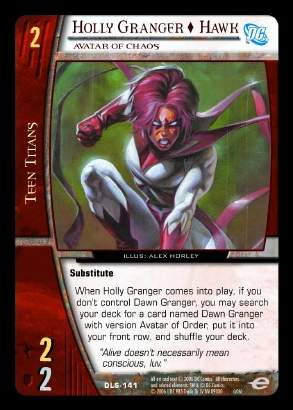 2
HOLLY GRANGER ♦ HAWK
AVATAR OF CHAOS
DC
TEEN TITANS
ILLUS: ALEX HORLEY
Substitute
When Holly Granger comes into play, if you
don't control Dawn Granger, you may search
your deck for a card named Dawn Granger
with version Avatar of Order, put it into
your front row, and shuffle your deck.
"Alive doesn't necessarily mean
conscious, luv."
2
2
DLS-141